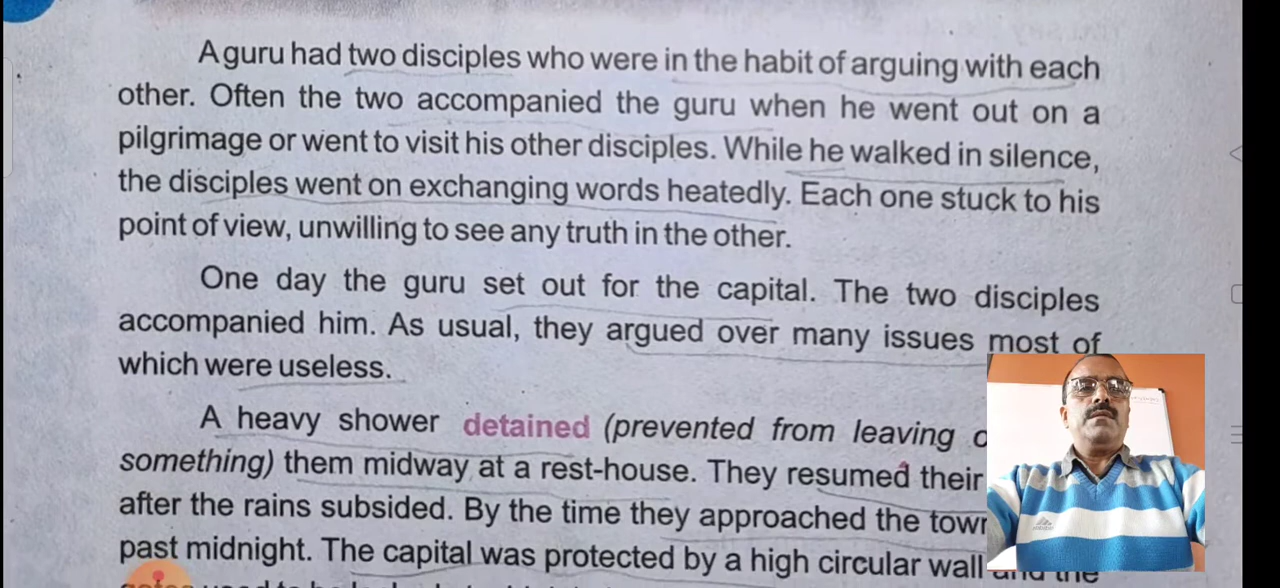 A guru had two disciples who were in the habit of arguing with each
other. Often the two accompanied the guru when he went out on a
pilgrimage or went to visit his other disciples. While he walked in silence,
the disciples went on exchanging words heatedly. Each one stuck to his
point of view, unwilling to see any truth in the other.
One day the guru set out for the capital. The two disciples
accompanied him. As usual, they argued over many issues most of
which were useless.
A heavy shower detained (prevented from leaving
something) them midway at a rest-house. They resumed their
after the rains subsided. By the time they approached the town
past midnight. The capital was protected by a high circular wall and the